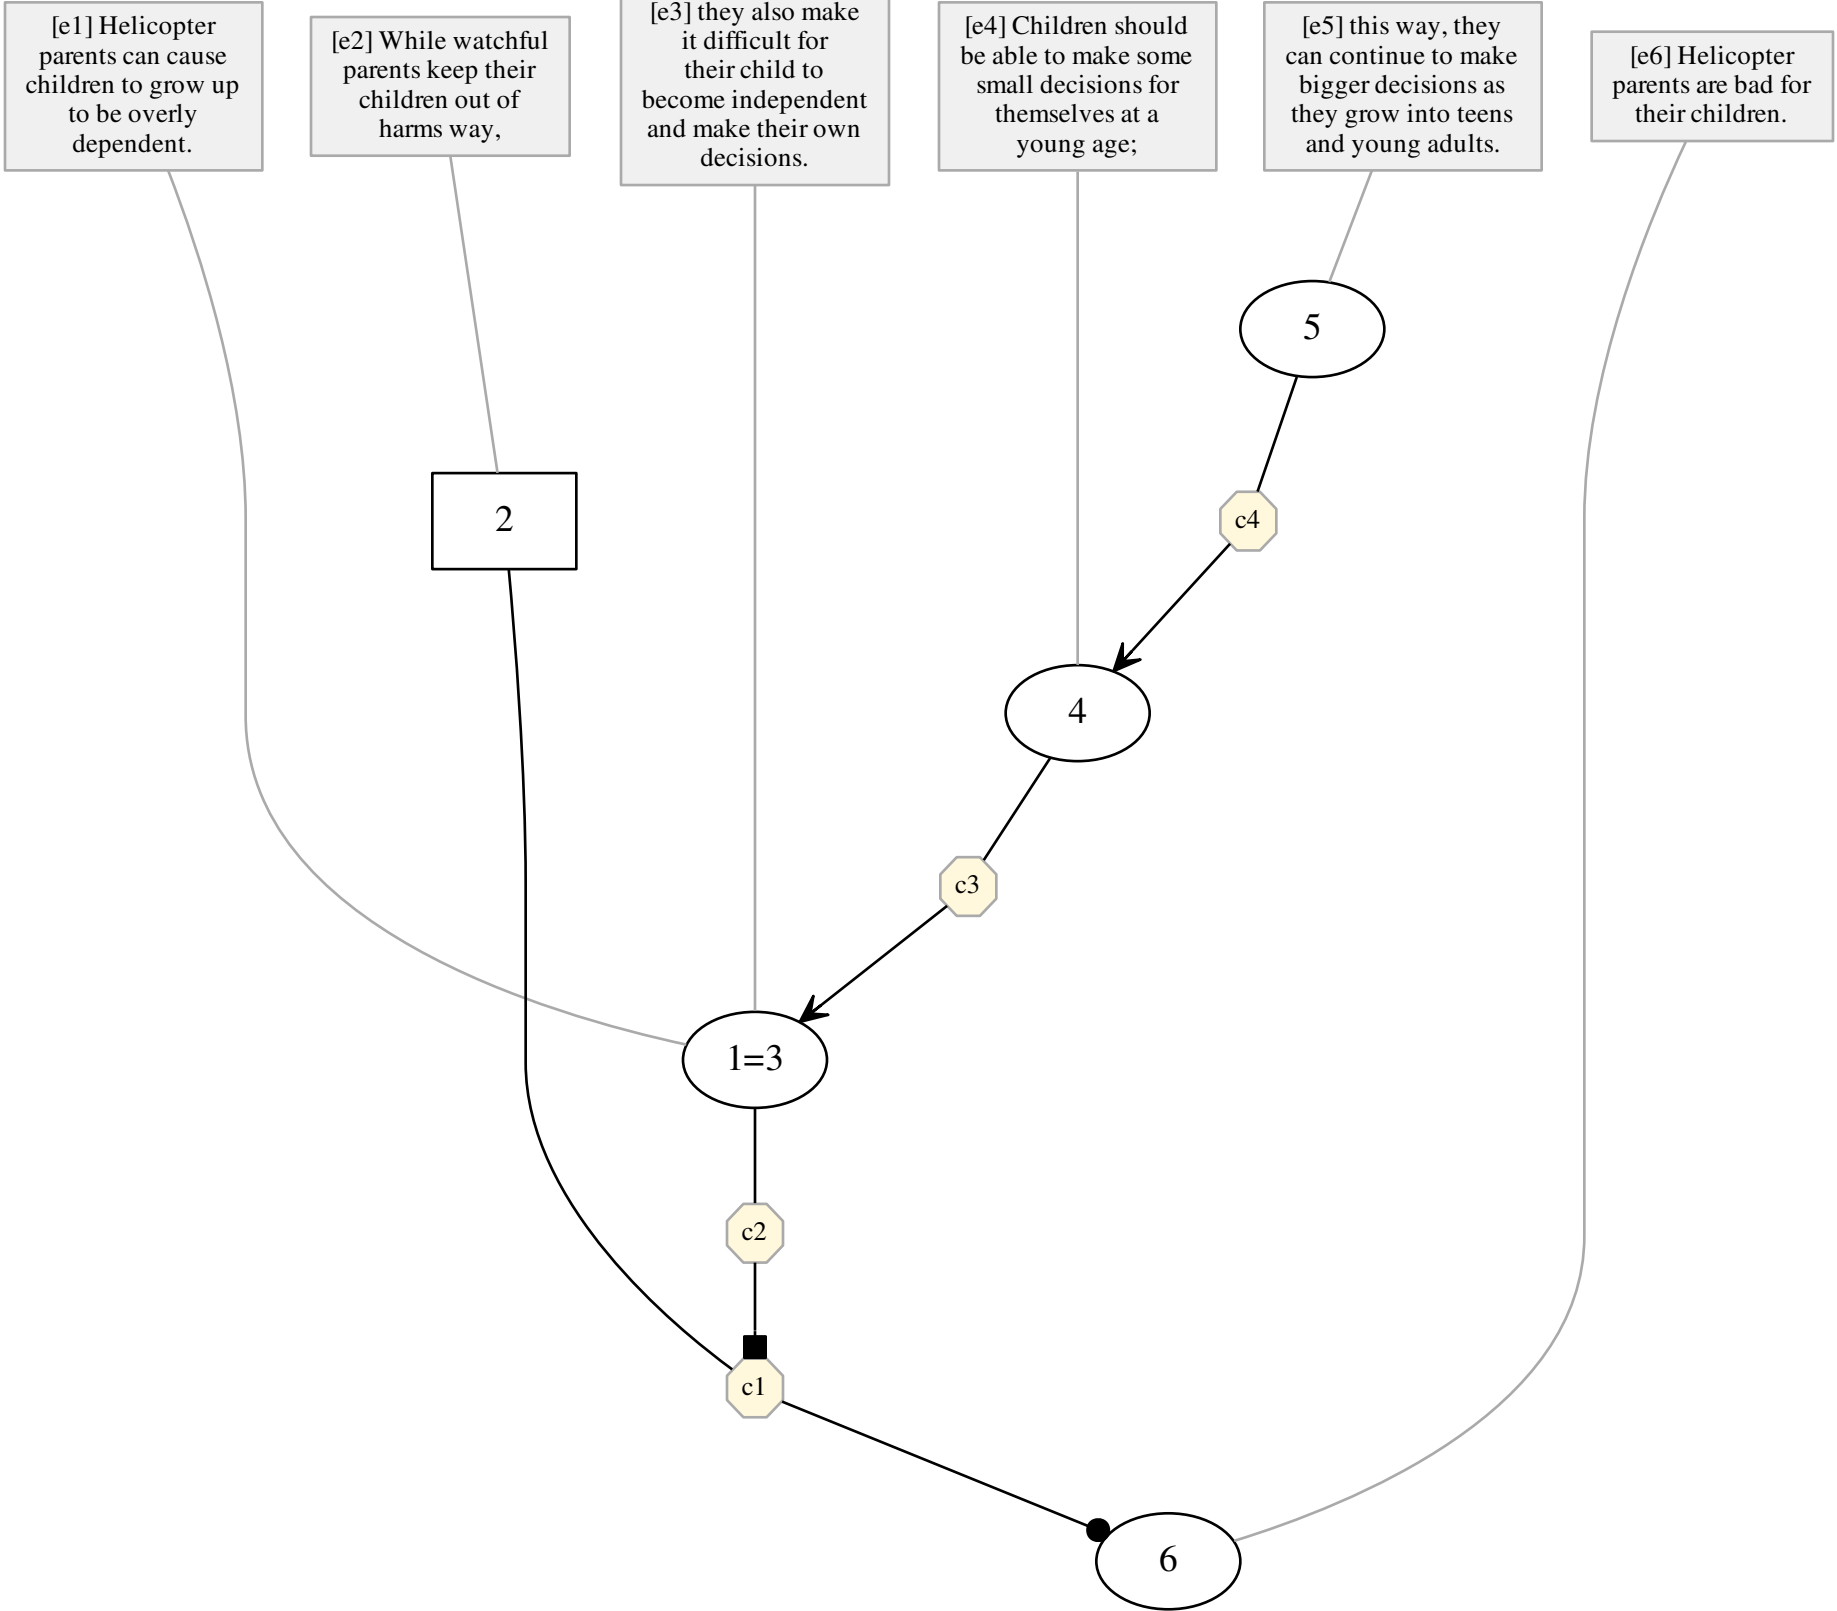 [e1] Helicopter
parents can cause
children to grow up
to be overly
dependent.
[e2] While watchful
parents keep their
children out of
harms way,
[e3] they also make
it difficult for
their child to
become independent
and make their own
decisions.
[e4] Children should
be able to make some
small decisions for
themselves at a
young age;
[e5] this way, they
can continue to make
bigger decisions as
they grow into teens
and young adults.
[e6] Helicopter
parents are bad for
their children.
5
2
c4
4
c3
1=3
c2
c1
6